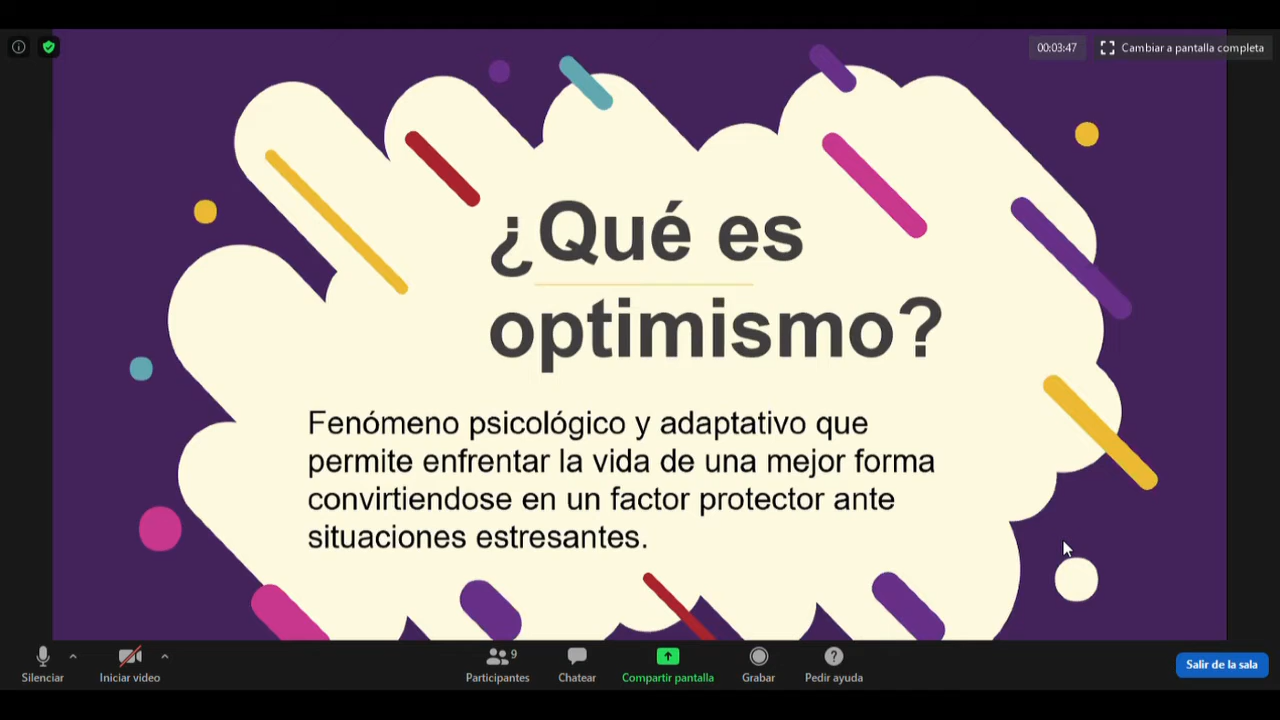 00:03:47
Cambiar a pantalla completa
¿Qué es
optimismo?
Fenómeno psicológico y adaptativo que
permite enfrentar la vida de una mejor forma
convirtiendose en un factor protector ante
situaciones estresantes.
9
Silenciar
Iniciar video
Participantes
Chatear
Compartir pantalla
Grabar
Pedir ayuda
Salir de la sala